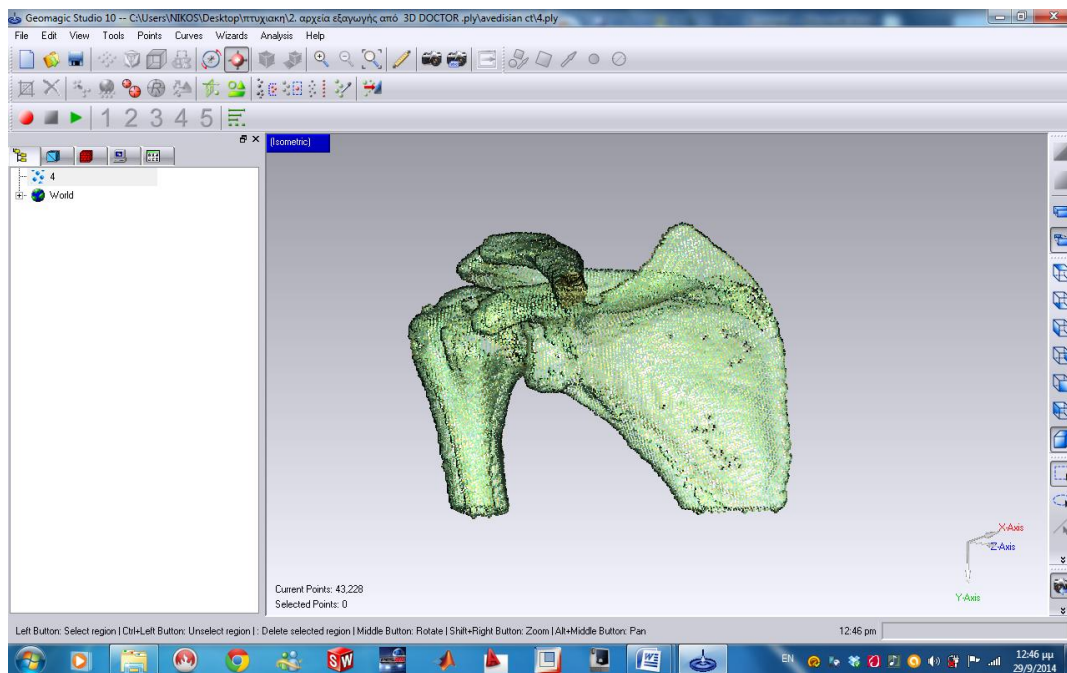 Geomagic Studio 10 -- C:\Users\NIKOS\Desktop\πτυχιακη\2. αρχεία εξαγωγής από 3D DOCTOR .ply\avedisian ct\4.ply
File Edit View Tools Points Curves Wizards Analysis Help
1 2 3 4 5
(Isometric)
4
World
X-Axis
Z-Axis
Y-Axis
Current Points: 43,228
Selected Points: 0
Left Button: Select region | Ctrl+Left Button: Unselect region | : Delete selected region | Middle Button: Rotate | Shift+Right Button: Zoom | Alt+Middle Button: Pan
12:46 pm
SW
EN
12:46 μμ
29/9/2014